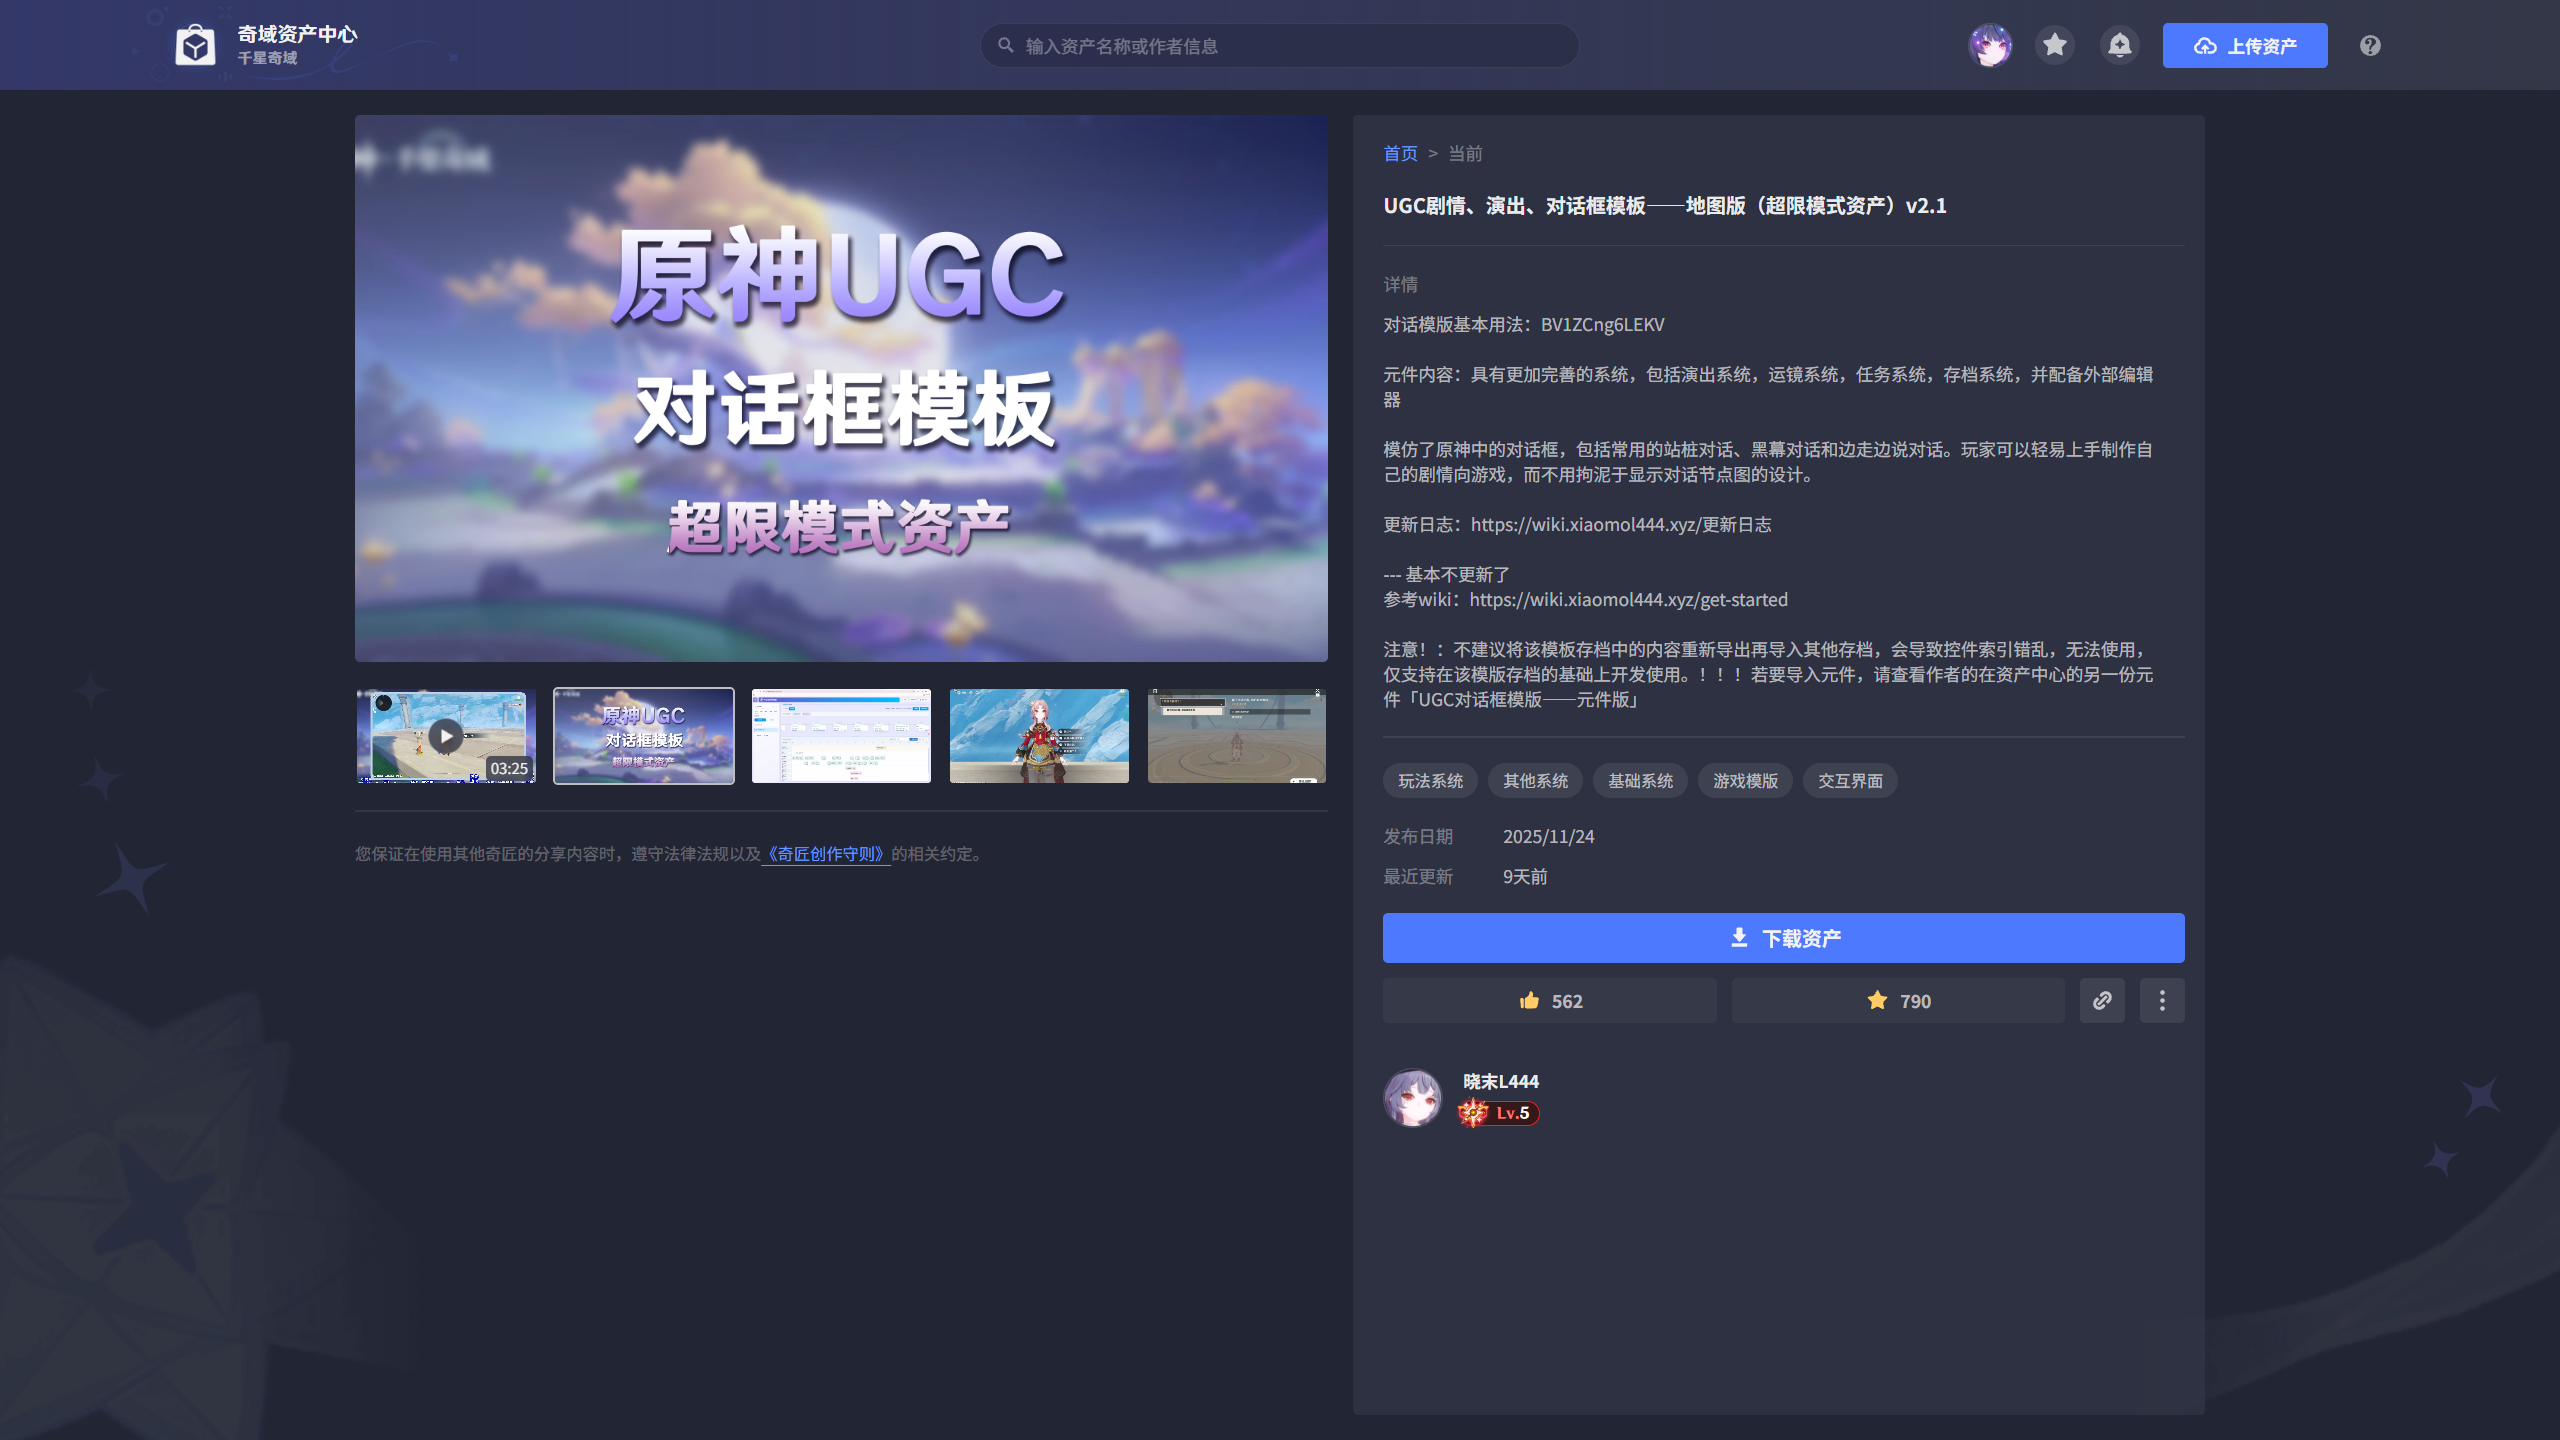 奇域资产中心
千星奇域
输入资产名称或作者信息
上传资产
原神UGC
对话框模板
超限模式资产
03:25
原神UGC
对话框模板
超限模式资产
您保证在使用其他奇匠的分享内容时，遵守法律法规以及《奇匠创作守则》的相关约定。
首页 > 当前
UGC剧情、演出、对话框模板——地图版（超限模式资产）v2.1
详情
对话模版基本用法：BV1ZCng6LEKV
元件内容：具有更加完善的系统，包括演出系统，运镜系统，任务系统，存档系统，并配备外部编辑
器
模仿了原神中的对话框，包括常用的站桩对话、黑幕对话和边走边说对话。玩家可以轻易上手制作自
己的剧情向游戏，而不用拘泥于显示对话节点图的设计。
更新日志：https://wiki.xiaomol444.xyz/更新日志
--- 基本不更新了
参考wiki：https://wiki.xiaomol444.xyz/get-started
注意！：不建议将该模板存档中的内容重新导出再导入其他存档，会导致控件索引错乱，无法使用，
仅支持在该模版存档的基础上开发使用。！！！若要导入元件，请查看作者的在资产中心的另一份元
件「UGC对话框模版——元件版」
玩法系统
其他系统
基础系统
游戏模版
交互界面
发布日期 2025/11/24
最近更新 9天前
下载资产
562
790
晓末L444
Lv.5